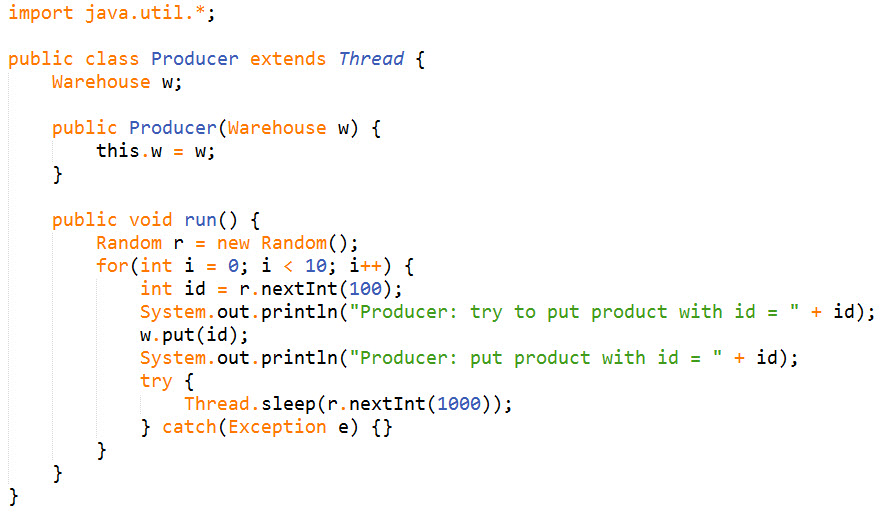 import java.util.*;

public class Producer extends Thread {
    Warehouse w;

    public Producer(Warehouse w) {
        this.w = w;
    }

    public void run() {
        Random r = new Random();
        for(int i = 0; i < 10; i++) {
            int id = r.nextInt(100);
            System.out.println("Producer: try to put product with id = " + id);
            w.put(id);
            System.out.println("Producer: put product with id = " + id);
            try {
                Thread.sleep(r.nextInt(1000));
            } catch(Exception e) {}
        }
    }
}